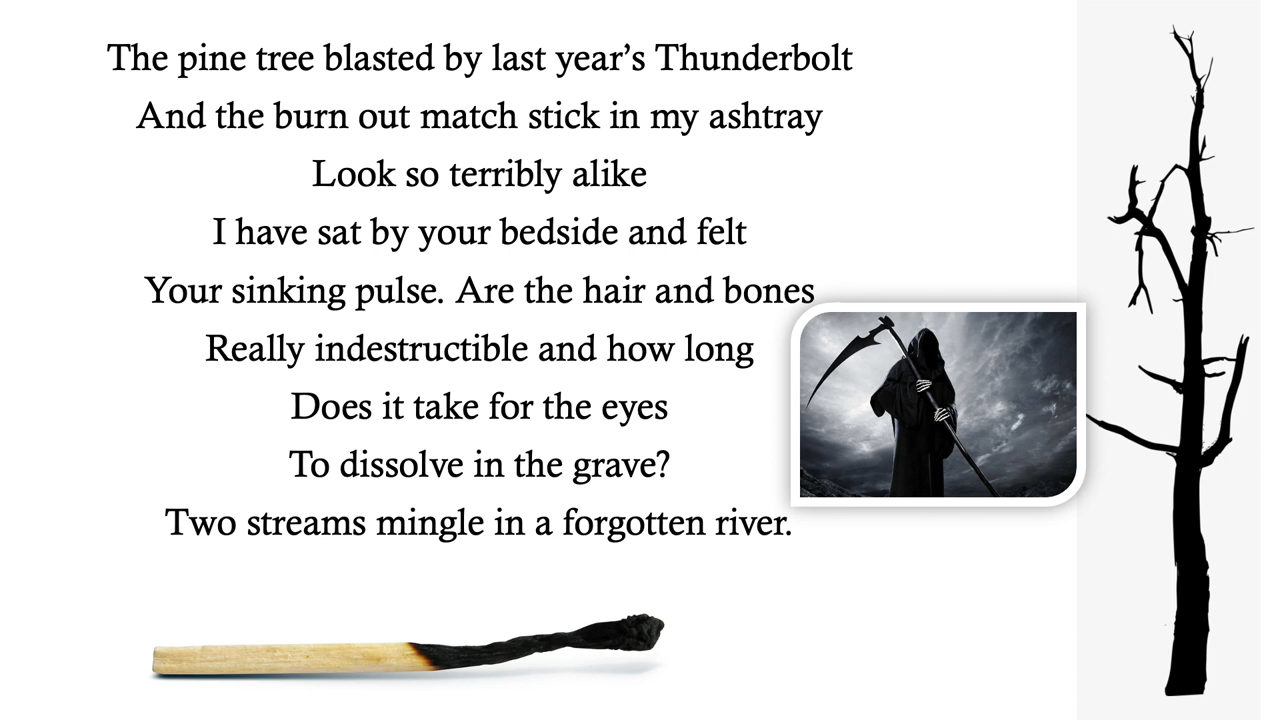 The pine tree blasted by last year’s Thunderbolt
And the burn out match stick in my ashtray
Look so terribly alike
I have sat by your bedside and felt
Your sinking pulse. Are the hair and bones
Really indestructible and how long
Does it take for the eyes
To dissolve in the grave?
Two streams mingle in a forgotten river.